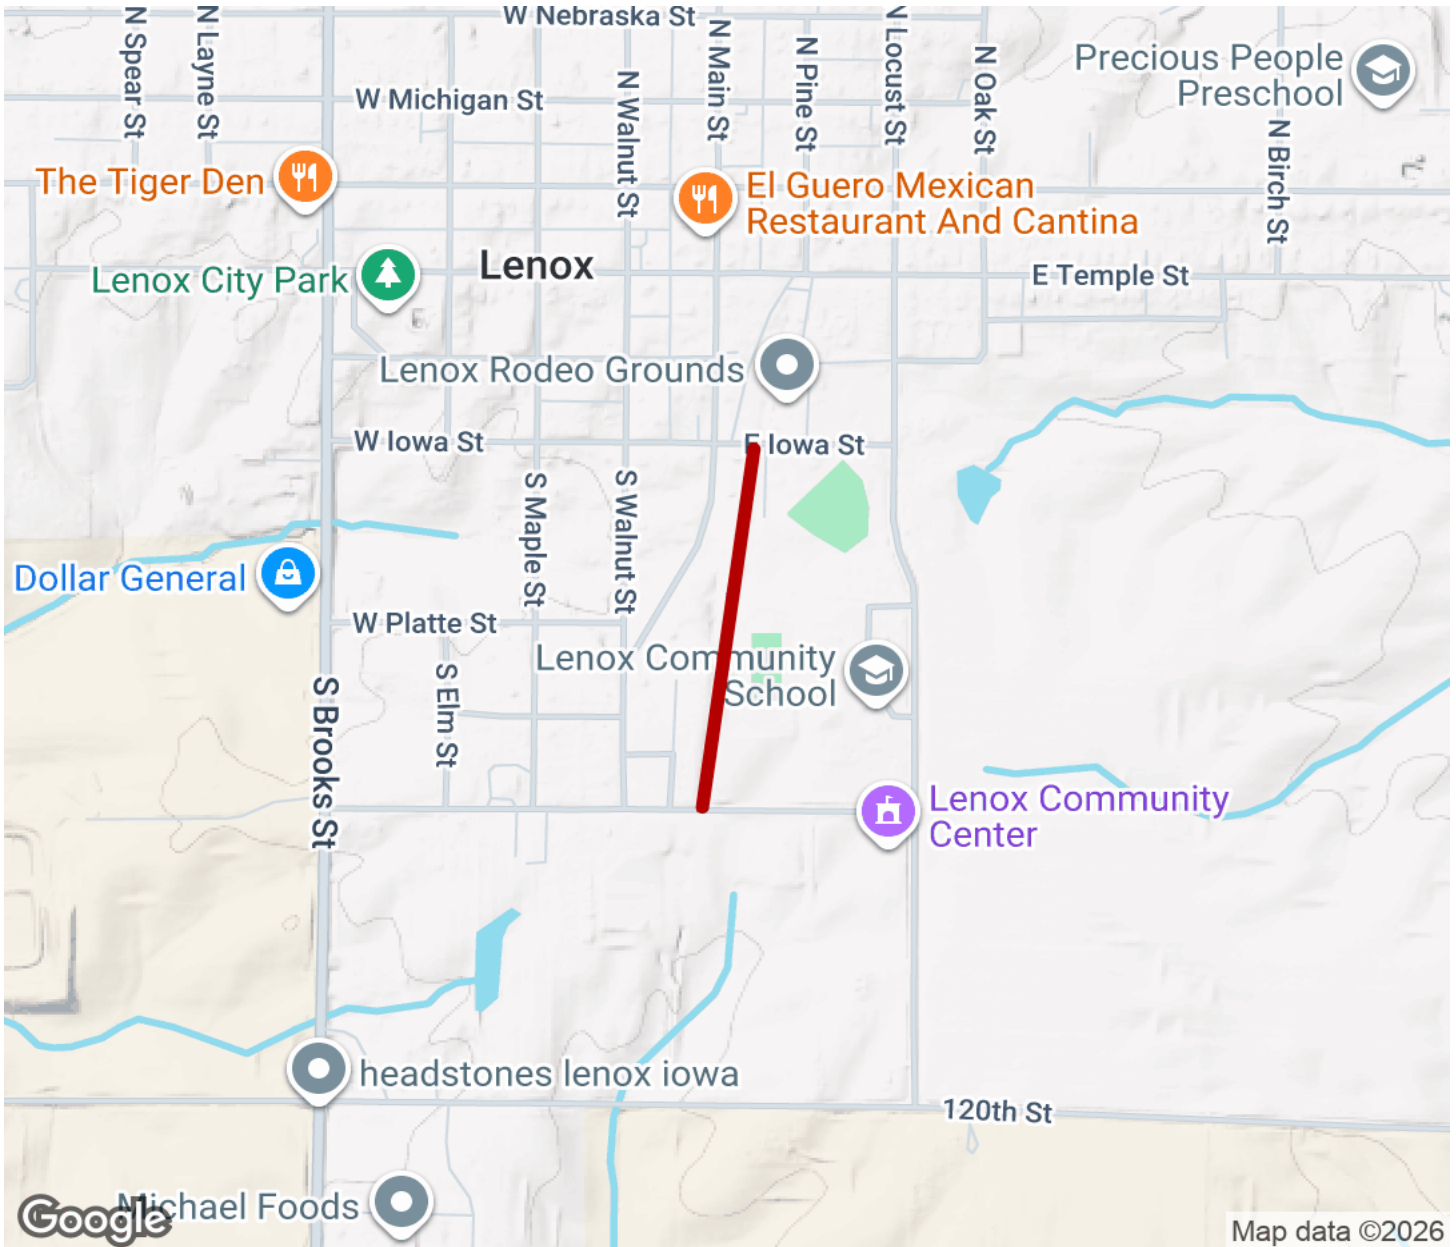 W Nebraska St
N Spear St
N Layne St
N Main St
N Pine St
N Locust St
N Oak St
Precious People
Preschool
W Michigan St
N Walnut St
N Birch St
The Tiger Den
El Guero Mexican
Restaurant And Cantina
Lenox
Lenox City Park
E Temple St
Lenox Rodeo Grounds
W Iowa St
E Iowa St
S Maple St
S Walnut St
Dollar General
W Platte St
Lenox Community
School
S Elm St
S Brooks St
Lenox Community
Center
headstones lenox iowa
120th St
Michael Foods
Google
Map data ©2026